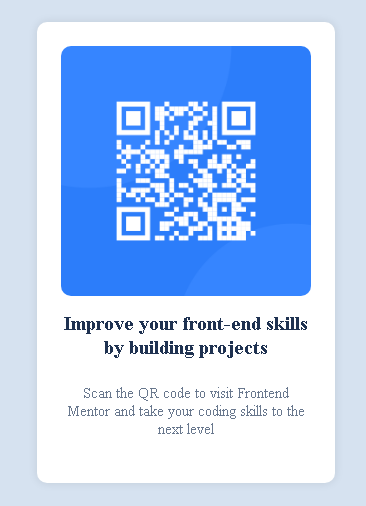 Improve your front-end skills
by building projects
Scan the QR code to visit Frontend
Mentor and take your coding skills to the
next level